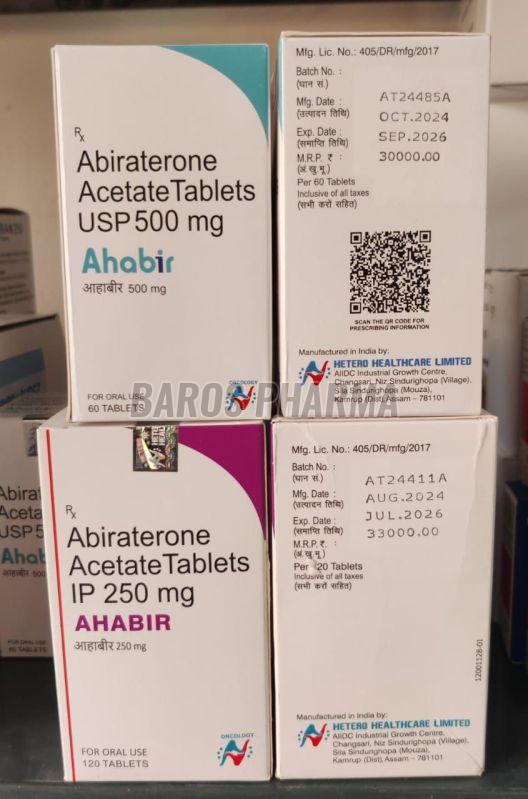 Rx
Abiraterone
Acetate Tablets
USP 500 mg
Ahabir
आहाबीर 500 mg
FOR ORAL USE
60 TABLETS
ONCOLOGY
Mfg. Lic. No.: 405/DR/mfg/2017
Batch No. :
(घान सं.)
AT24485A
Mfg. Date :
(उत्पादन तिथि)
OCT.2024
Exp. Date :
(समाप्ति तिथि)
SEP.2026
M.R.P. ₹ :
(अं.खु.मू.)
30000.00
Per 60 Tablets
Inclusive of all taxes
(सभी करों सहित)
SCAN THE QR CODE FOR
PRESCRIBING INFORMATION
Manufactured in India by:
HETERO HEALTHCARE LIMITED
AIIDC Industrial Growth Centre,
Changsari, Niz Sindurighopa (Village),
Sila Sindurighopa (Mouza),
Kamrup (Dist), Assam - 781101
BAROS PHARMA
Rx
Abiraterone
Acetate Tablets
IP 250 mg
AHABIR
आहाबीर 250 mg
FOR ORAL USE
120 TABLETS
ONCOLOGY
Mfg. Lic. No.: 405/DR/mfg/2017
Batch No. :
(घान सं.)
AT24411A
Mfg. Date :
(उत्पादन तिथि)
AUG.2024
Exp. Date :
(समाप्ति तिथि)
JUL.2026
M.R.P. ₹. :
(अं.खु.मू.)
33000.00
Per 120 Tablets
Inclusive of all taxes
(सभी करों सहित)
12001128-01
Manufactured in India by:
HETERO HEALTHCARE LIMITED
AIIDC Industrial Growth Centre,
Changsari, Niz Sindurighopa (Village),
Sila Sindurighopa (Mouza),
Kamrup (Dist), Assam - 781101